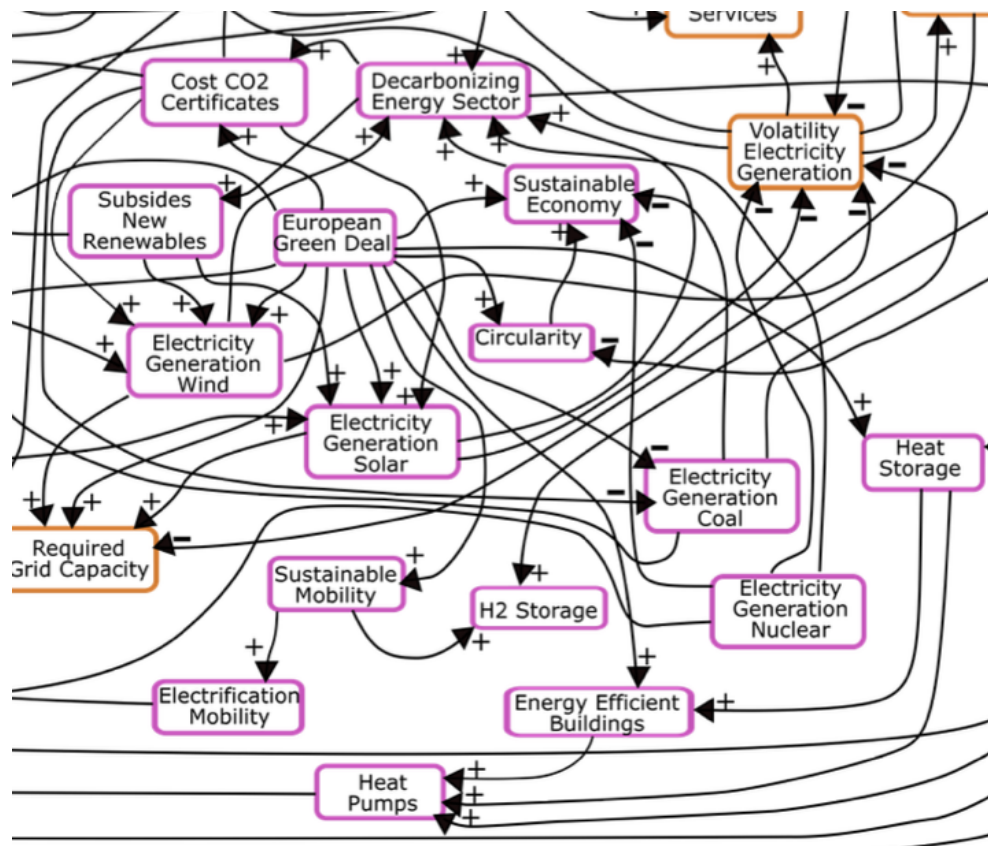 Services
Cost CO2
Certificates
Decarbonizing
Energy Sector
Volatility
Electricity
Generation
Subsides
New
Renewables
European
Green Deal
Sustainable
Economy
Electricity
Generation
Wind
Circularity
Electricity
Generation
Solar
Heat
Storage
Electricity
Generation
Coal
Required
Grid Capacity
Sustainable
Mobility
H2 Storage
Electricity
Generation
Nuclear
Electrification
Mobility
Energy Efficient
Buildings
Heat
Pumps